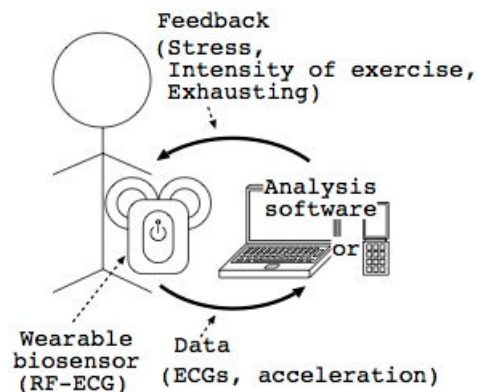 Feedback
(Stress,
Intensity of exercise,
Exhausting)
Analysis
software
or
Wearable
biosensor
(RF-ECG)
Data
(ECGs, acceleration)